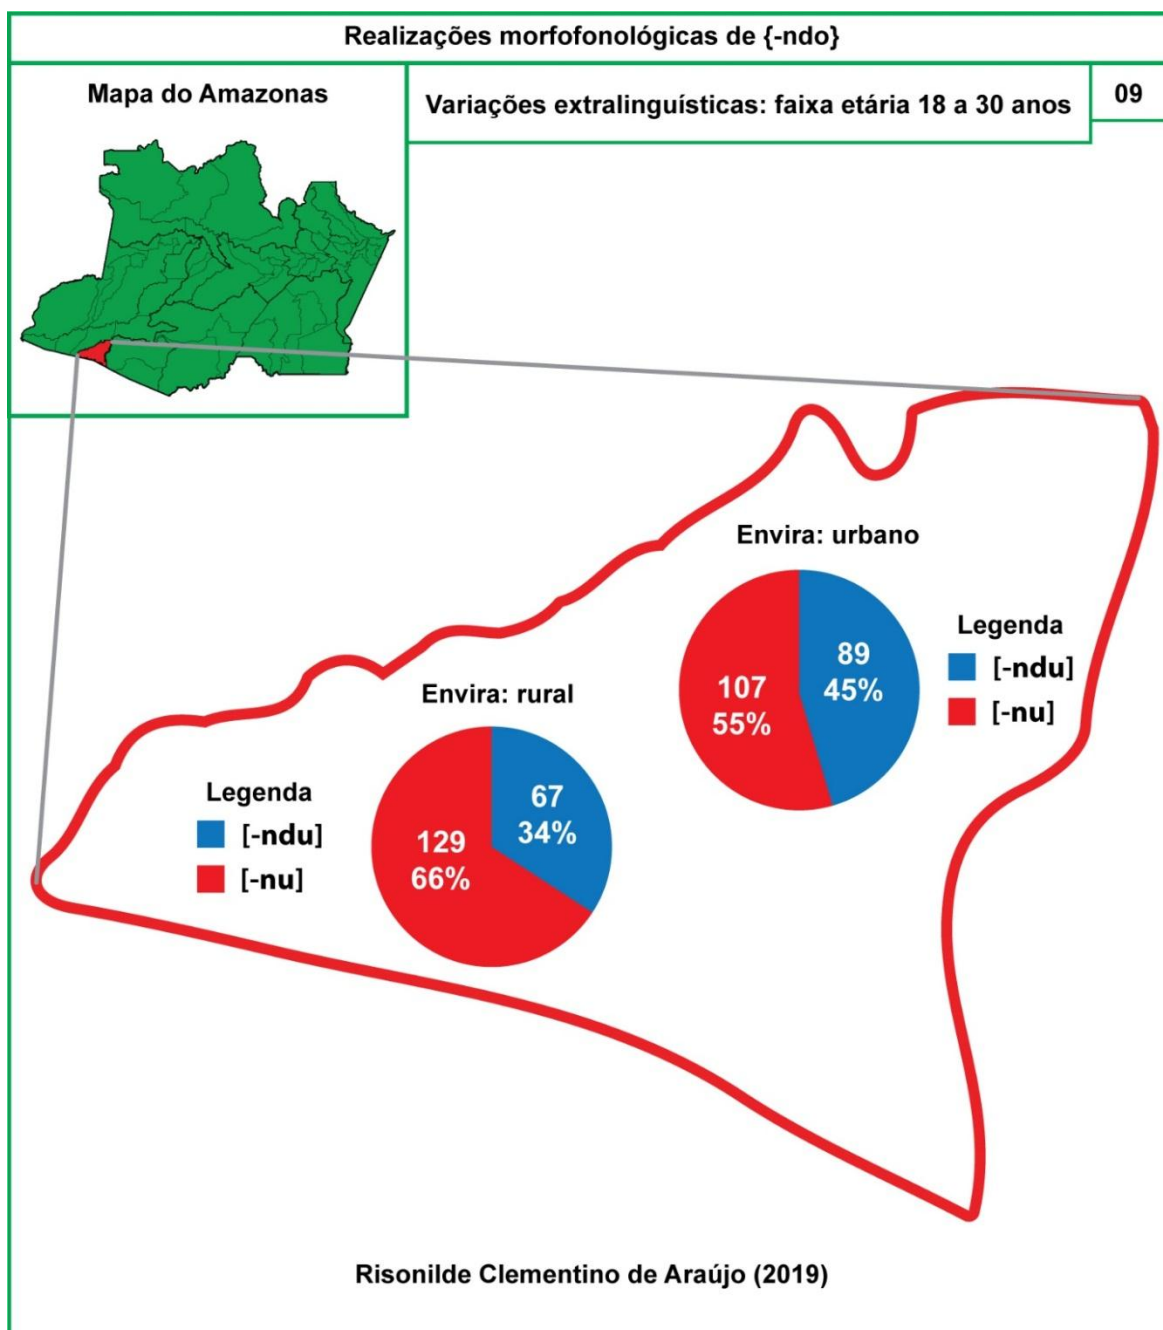 Realizações morfofonológicas de {-ndo}
Mapa do Amazonas
Variações extralinguísticas: faixa etária 18 a 30 anos
09
Envira: urbano
89
45%
107
55%
Legenda
[-ndu]
[-nu]
Envira: rural
67
34%
129
66%
Legenda
[-ndu]
[-nu]
Risonilde Clementino de Araújo (2019)